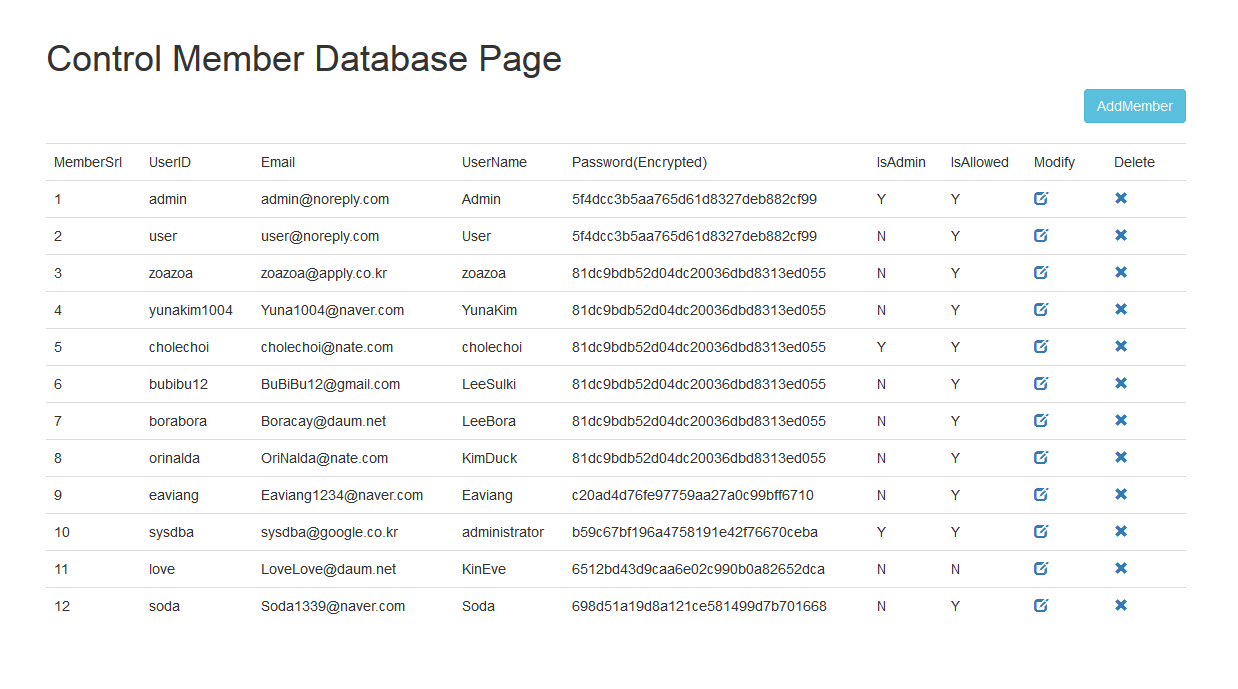 Control Member Database Page
AddMember
MemberSrl UserID Email UserName Password(Encrypted) IsAdmin IsAllowed Modify Delete
1 admin admin@noreply.com Admin 5f4dcc3b5aa765d61d8327deb882cf99 Y Y
2 user user@noreply.com User 5f4dcc3b5aa765d61d8327deb882cf99 N Y
3 zoazoa zoazoa@apply.co.kr zoazoa 81dc9bdb52d04dc20036dbd8313ed055 N Y
4 yunakim1004 Yuna1004@naver.com YunaKim 81dc9bdb52d04dc20036dbd8313ed055 N Y
5 cholechoi cholechoi@nate.com cholechoi 81dc9bdb52d04dc20036dbd8313ed055 Y Y
6 bubibu12 BuBiBu12@gmail.com LeeSulki 81dc9bdb52d04dc20036dbd8313ed055 N Y
7 borabora Boracay@daum.net LeeBora 81dc9bdb52d04dc20036dbd8313ed055 N Y
8 orinalda OriNalda@nate.com KimDuck 81dc9bdb52d04dc20036dbd8313ed055 N Y
9 eaviang Eaviang1234@naver.com Eaviang c20ad4d76fe97759aa27a0c99bff6710 N Y
10 sysdba sysdba@google.co.kr administrator b59c67bf196a4758191e42f76670ceba Y Y
11 love LoveLove@daum.net KinEve 6512bd43d9caa6e02c990b0a82652dca N N
12 soda Soda1339@naver.com Soda 698d51a19d8a121ce581499d7b701668 N Y